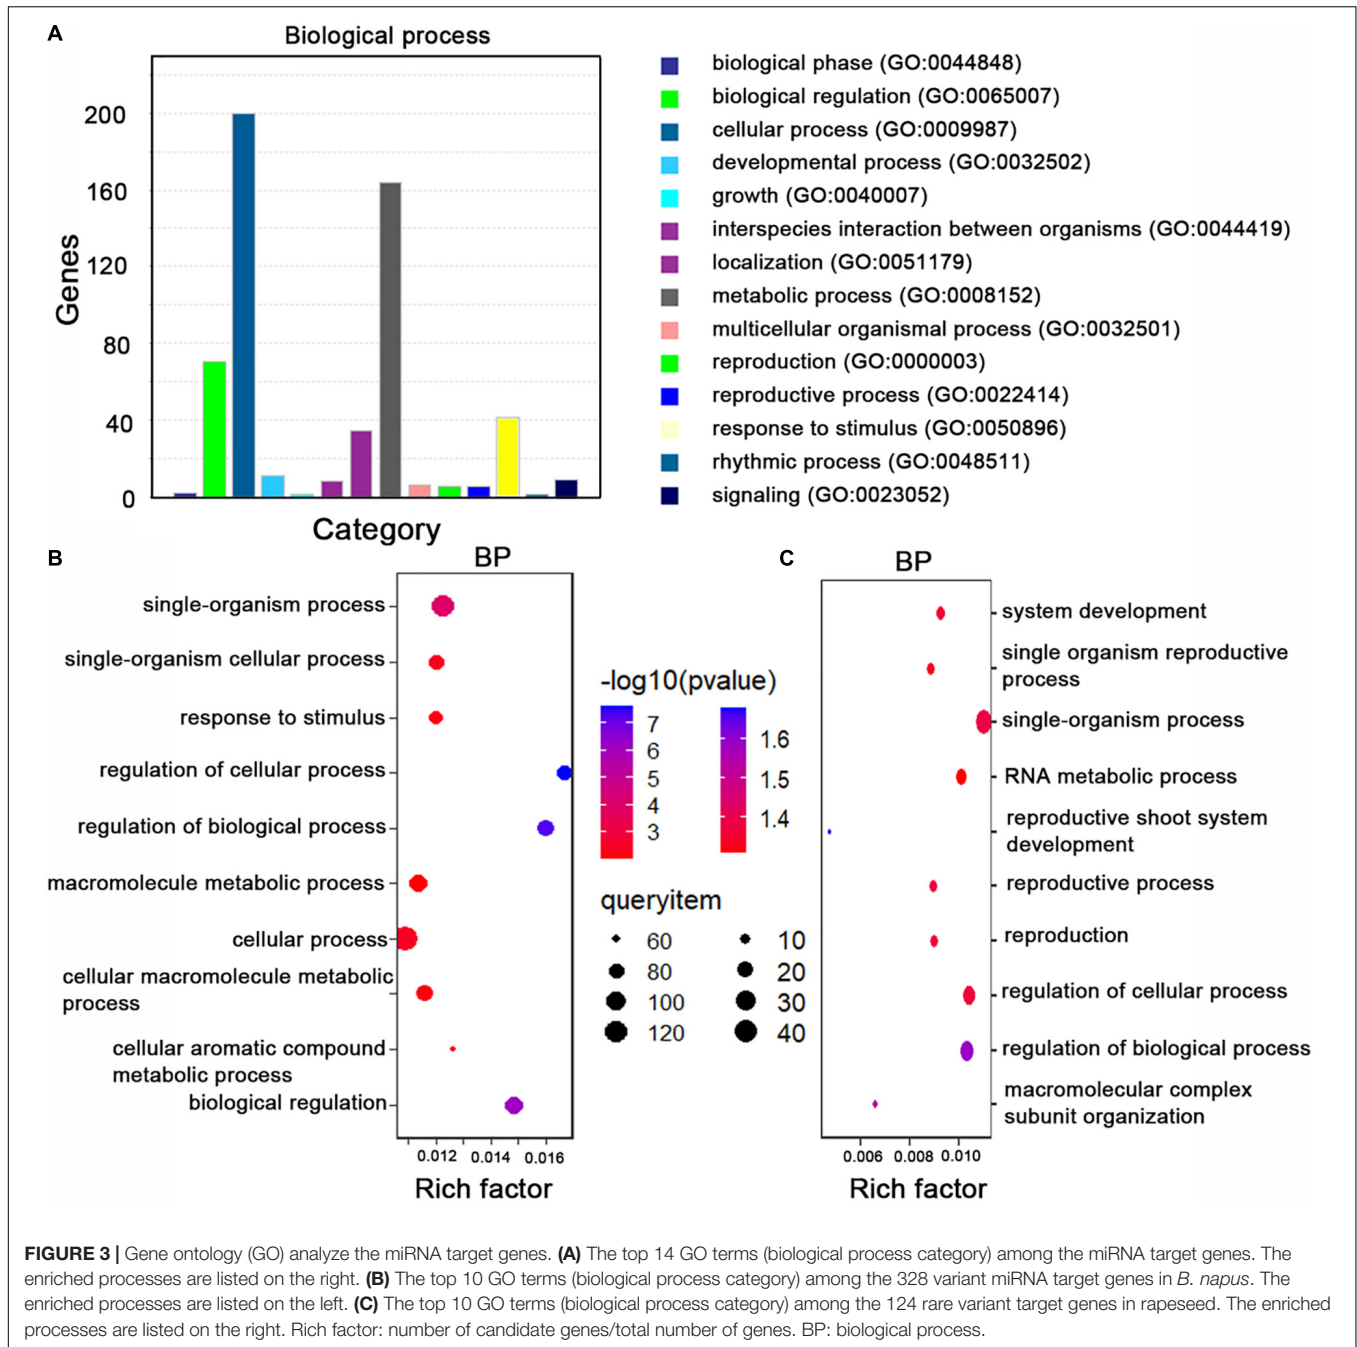 A
Biological process
200
160
120
80
40
0
Genes
Category
biological phase (GO:0044848)
biological regulation (GO:0065007)
cellular process (GO:0009987)
developmental process (GO:0032502)
growth (GO:0040007)
interspecies interaction between organisms (GO:0044419)
localization (GO:0051179)
metabolic process (GO:0008152)
multicellular organismal process (GO:0032501)
reproduction (GO:0000003)
reproductive process (GO:0022414)
response to stimulus (GO:0050896)
rhythmic process (GO:0048511)
signaling (GO:0023052)
B
BP
single-organism process
single-organism cellular process
response to stimulus
regulation of cellular process
regulation of biological process
macromolecule metabolic process
cellular process
cellular macromolecule metabolic
process
cellular aromatic compound
metabolic process
biological regulation
0.012 0.014 0.016
Rich factor
-log10(pvalue)
7
6
5
4
3
1.6
1.5
1.4
queryitem
60
80
100
120
10
20
30
40
C
BP
system development
single organism reproductive
process
single-organism process
RNA metabolic process
reproductive shoot system
development
reproductive process
reproduction
regulation of cellular process
regulation of biological process
macromolecular complex
subunit organization
0.006 0.008 0.010
Rich factor
FIGURE 3 | Gene ontology (GO) analyze the miRNA target genes. (A) The top 14 GO terms (biological process category) among the miRNA target genes. The
enriched processes are listed on the right. (B) The top 10 GO terms (biological process category) among the 328 variant miRNA target genes in B. napus. The
enriched processes are listed on the left. (C) The top 10 GO terms (biological process category) among the 124 rare variant target genes in rapeseed. The enriched
processes are listed on the right. Rich factor: number of candidate genes/total number of genes. BP: biological process.